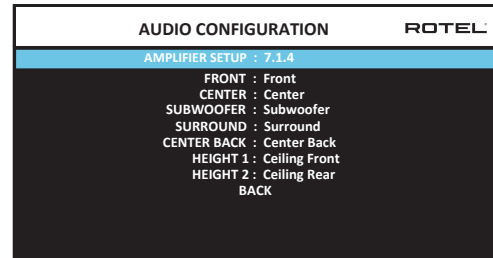 AUDIO CONFIGURATION ROTEL
AMPLIFIER SETUP : 7.1.4
FRONT : Front
CENTER : Center
SUBWOOFER : Subwoofer
SURROUND : Surround
CENTER BACK : Center Back
HEIGHT 1 : Ceiling Front
HEIGHT 2 : Ceiling Rear
BACK